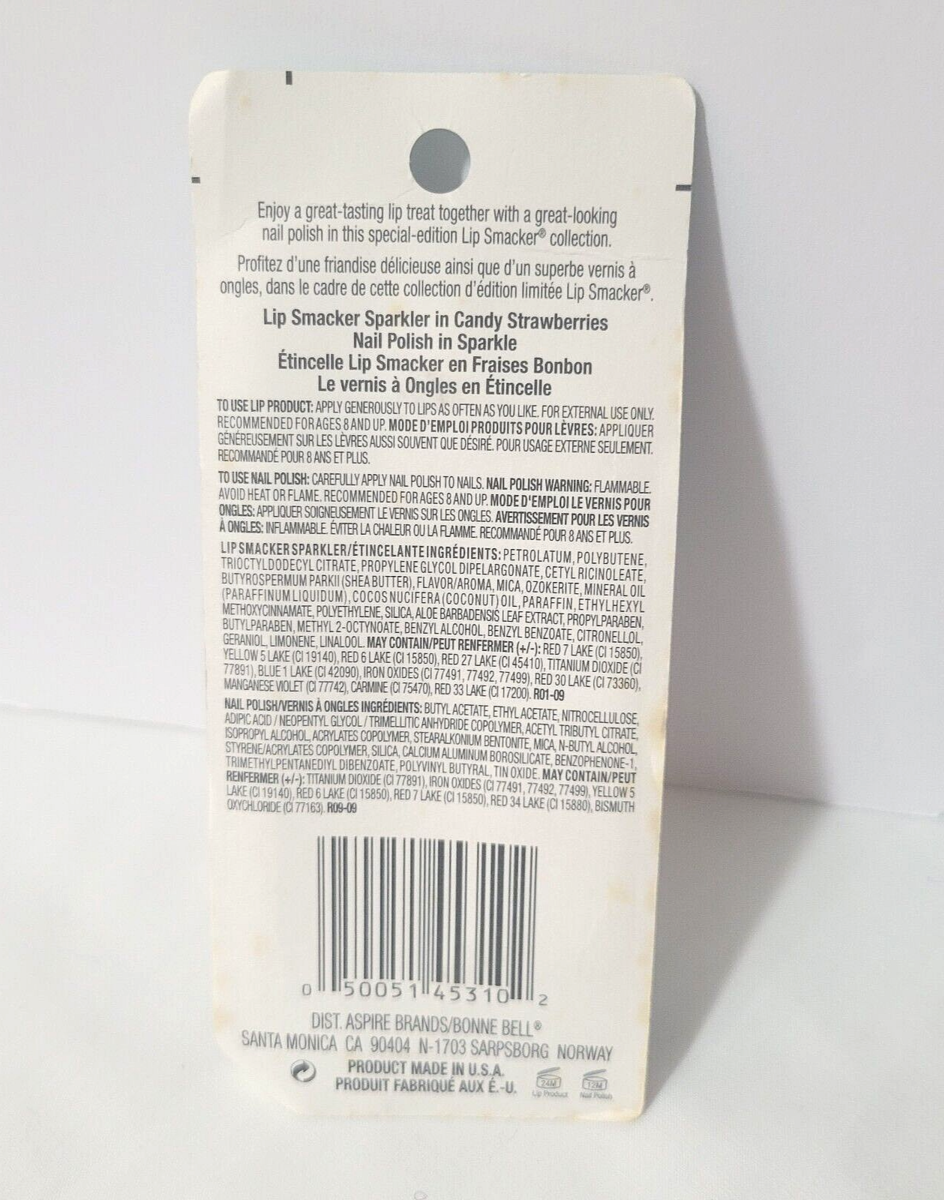 Enjoy a great-tasting lip treat together with a great-looking
nail polish in this special-edition Lip Smacker® collection.
Profitez d'une friandise délicieuse ainsi que d'un superbe vernis à
ongles, dans le cadre de cette collection d'édition limitée Lip Smacker®.
Lip Smacker Sparkler in Candy Strawberries
Nail Polish in Sparkle
Étincelle Lip Smacker en Fraises Bonbon
Le vernis à Ongles en Étincelle
TO USE LIP PRODUCT: APPLY GENEROUSLY TO LIPS AS OFTEN AS YOU LIKE. FOR EXTERNAL USE ONLY.
RECOMMENDED FOR AGES 8 AND UP. MODE D'EMPLOI PRODUITS POUR LÈVRES: APPLIQUER
GÉNÉREUSEMENT SUR LES LÈVRES AUSSI SOUVENT QUE DÉSIRÉ. POUR USAGE EXTERNE SEULEMENT.
RECOMMANDÉ POUR 8 ANS ET PLUS.
TO USE NAIL POLISH: CAREFULLY APPLY NAIL POLISH TO NAILS. NAIL POLISH WARNING: FLAMMABLE.
AVOID HEAT OR FLAME. RECOMMENDED FOR AGES 8 AND UP. MODE D'EMPLOI LE VERNIS POUR
ONGLES: APPLIQUER SOIGNEUSEMENT LE VERNIS SUR LES ONGLES. AVERTISSEMENT POUR LES VERNIS
À ONGLES: INFLAMMABLE. ÉVITER LA CHALEUR OU LA FLAMME. RECOMMANDÉ POUR 8 ANS ET PLUS.
LIP SMACKER SPARKLER/ÉTINCELANTE INGRÉDIENTS: PETROLATUM, POLYBUTENE,
TRIOCTYLDODECYL CITRATE, PROPYLENE GLYCOL DIPELARGONATE, CETYL RICINOLEATE,
BUTYROSPERMUM PARKII (SHEA BUTTER), FLAVOR/AROMA, MICA, OZOKERITE, MINERAL OIL
(PARAFFINUM LIQUIDUM), COCOS NUCIFERA (COCONUT) OIL, PARAFFIN, ETHYLHEXYL
METHOXYCINNAMATE, POLYETHYLENE, SILICA, ALOE BARBADENSIS LEAF EXTRACT, PROPYLPARABEN,
BUTYLPARABEN, METHYL 2-OCTYNOATE, BENZYL ALCOHOL, BENZYL BENZOATE, CITRONELLOL,
GERANIOL, LIMONENE, LINALOOL. MAY CONTAIN/PEUT RENFERMER (+/-): RED 7 LAKE (CI 15850),
YELLOW 5 LAKE (CI 19140), RED 6 LAKE (CI 15850), RED 27 LAKE (CI 45410), TITANIUM DIOXIDE (CI
77891), BLUE 1 LAKE (CI 42090), IRON OXIDES (CI 77491, 77492, 77499), RED 30 LAKE (CI 73360),
MANGANESE VIOLET (CI 77742), CARMINE (CI 75470), RED 33 LAKE (CI 17200). R01-09
NAIL POLISH/VERNIS À ONGLES INGRÉDIENTS: BUTYL ACETATE, ETHYL ACETATE, NITROCELLULOSE,
ADIPIC ACID / NEOPENTYL GLYCOL / TRIMELLITIC ANHYDRIDE COPOLYMER, ACETYL TRIBUTYL CITRATE,
ISOPROPYL ALCOHOL, ACRYLATES COPOLYMER, STEARALKONIUM BENTONITE, MICA, N-BUTYL ALCOHOL,
STYRENE/ACRYLATES COPOLYMER, SILICA, CALCIUM ALUMINUM BOROSILICATE, BENZOPHENONE-1,
TRIMETHYLPENTANEDIYL DIBENZOATE, POLYVINYL BUTYRAL, TIN OXIDE. MAY CONTAIN/PEUT
RENFERMER (+/-): TITANIUM DIOXIDE (CI 77891), IRON OXIDES (CI 77491, 77492, 77499), YELLOW 5
LAKE (CI 19140), RED 6 LAKE (CI 15850), RED 7 LAKE (CI 15850), RED 34 LAKE (CI 15880), BISMUTH
OXYCHLORIDE (CI 77163). R09-09
0 50051 45310 2
DIST. ASPIRE BRANDS/BONNE BELL®
SANTA MONICA CA 90404 N-1703 SARPSBORG NORWAY
PRODUCT MADE IN U.S.A.
PRODUIT FABRIQUÉ AUX É.-U.
24M
Lip Product
12M
Nail Polish